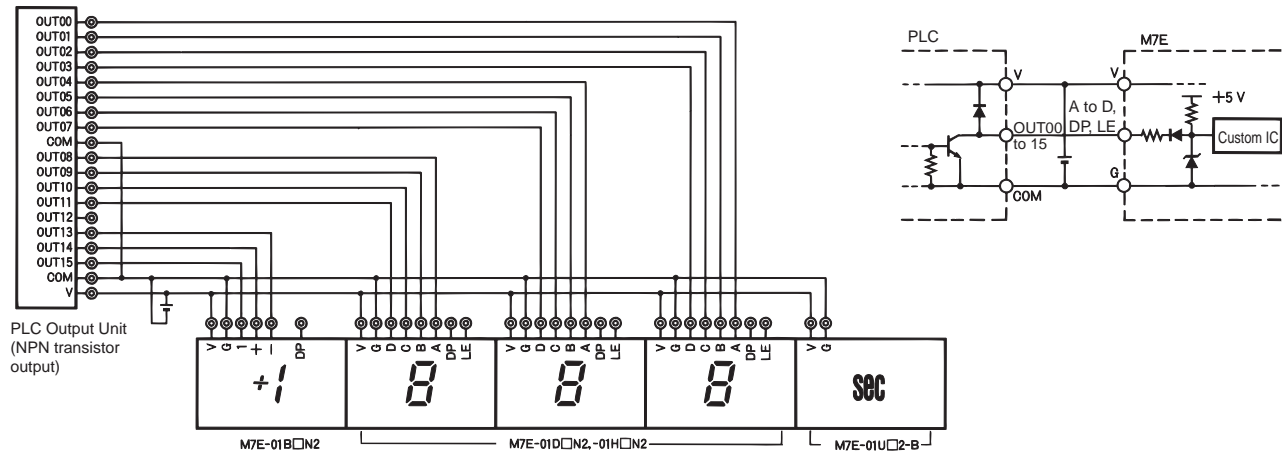 OUT00
OUT01
OUT02
OUT03
OUT04
OUT05
OUT06
OUT07
COM
OUT08
OUT09
OUT10
OUT11
OUT12
OUT13
OUT14
OUT15
COM
V
PLC Output Unit
(NPN transistor
output)
V G 1 + − DP
V G D C B A DP LE
V G D C B A DP LE
V G D C B A DP LE
V G
+1
8
8
8
sec
M7E-01B□N2
M7E-01D□N2, -01H□N2
M7E-01U□2-B
PLC
M7E
V
V
+5 V
A to D,
DP, LE
OUT00
to 15
Custom IC
G
COM